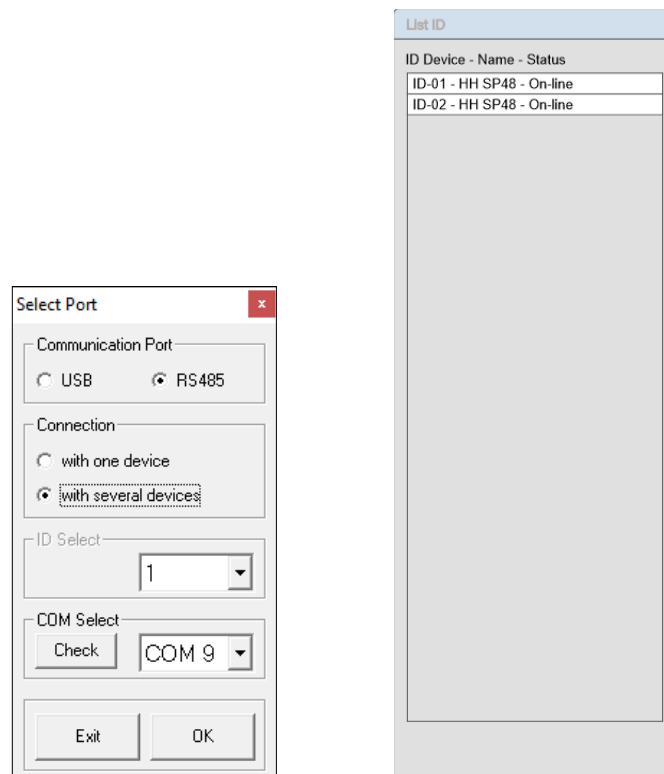 List ID
ID Device - Name - Status
ID-01 - HH SP48 - On-line
ID-02 - HH SP48 - On-line
Select Port
x
Communication Port
USB RS485
Connection
with one device
with several devices
ID Select
1
COM Select
Check COM 9
Exit OK